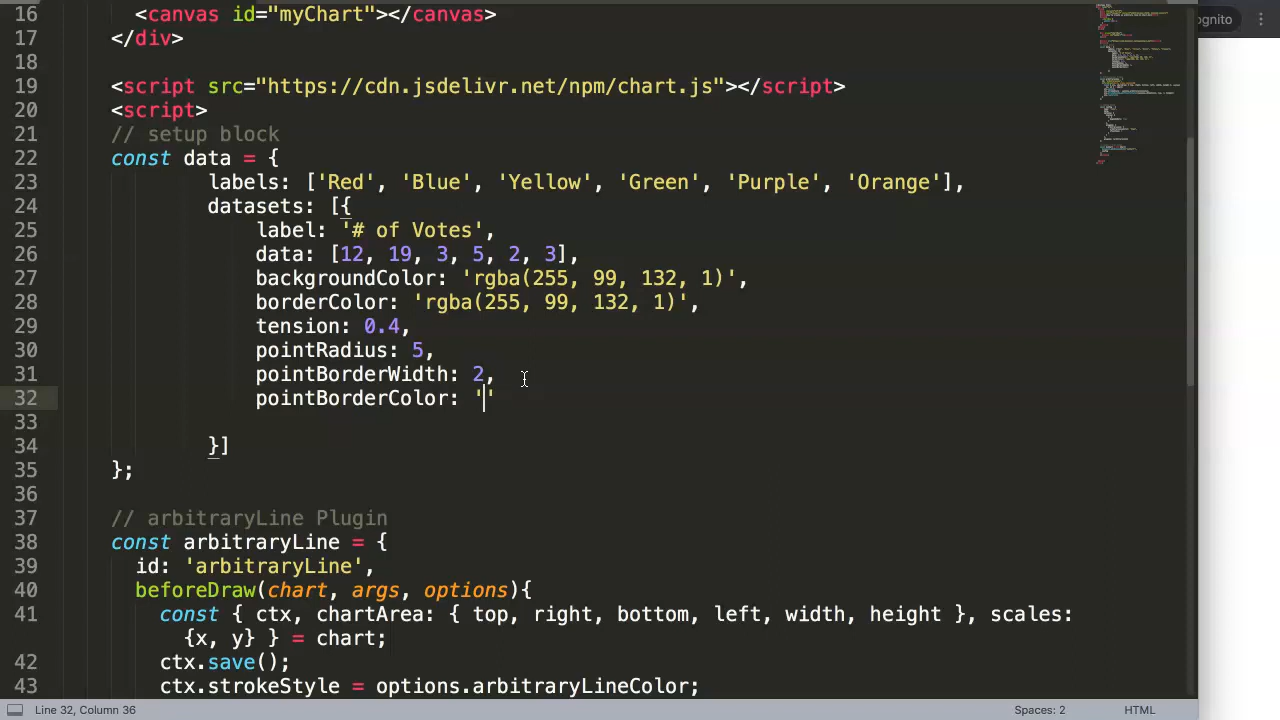 16 <canvas id="myChart"></canvas>
gnito
17 </div>
18
19 <script src="https://cdn.jsdelivr.net/npm/chart.js"></script>
20 <script>
21 // setup block
22 const data = {
23 labels: ['Red', 'Blue', 'Yellow', 'Green', 'Purple', 'Orange'],
24 datasets: [{
25 label: '# of Votes',
26 data: [12, 19, 3, 5, 2, 3],
27 backgroundColor: 'rgba(255, 99, 132, 1)',
28 borderColor: 'rgba(255, 99, 132, 1)',
29 tension: 0.4,
30 pointRadius: 5,
31 pointBorderWidth: 2,
32 pointBorderColor: ''
33
34 }]
35 };
36
37 // arbitraryLine Plugin
38 const arbitraryLine = {
39 id: 'arbitraryLine',
40 beforeDraw(chart, args, options){
41 const { ctx, chartArea: { top, right, bottom, left, width, height }, scales:
{x, y} } = chart;
42 ctx.save();
43 ctx.strokeStyle = options.arbitraryLineColor;
Line 32, Column 36
Spaces: 2
HTML